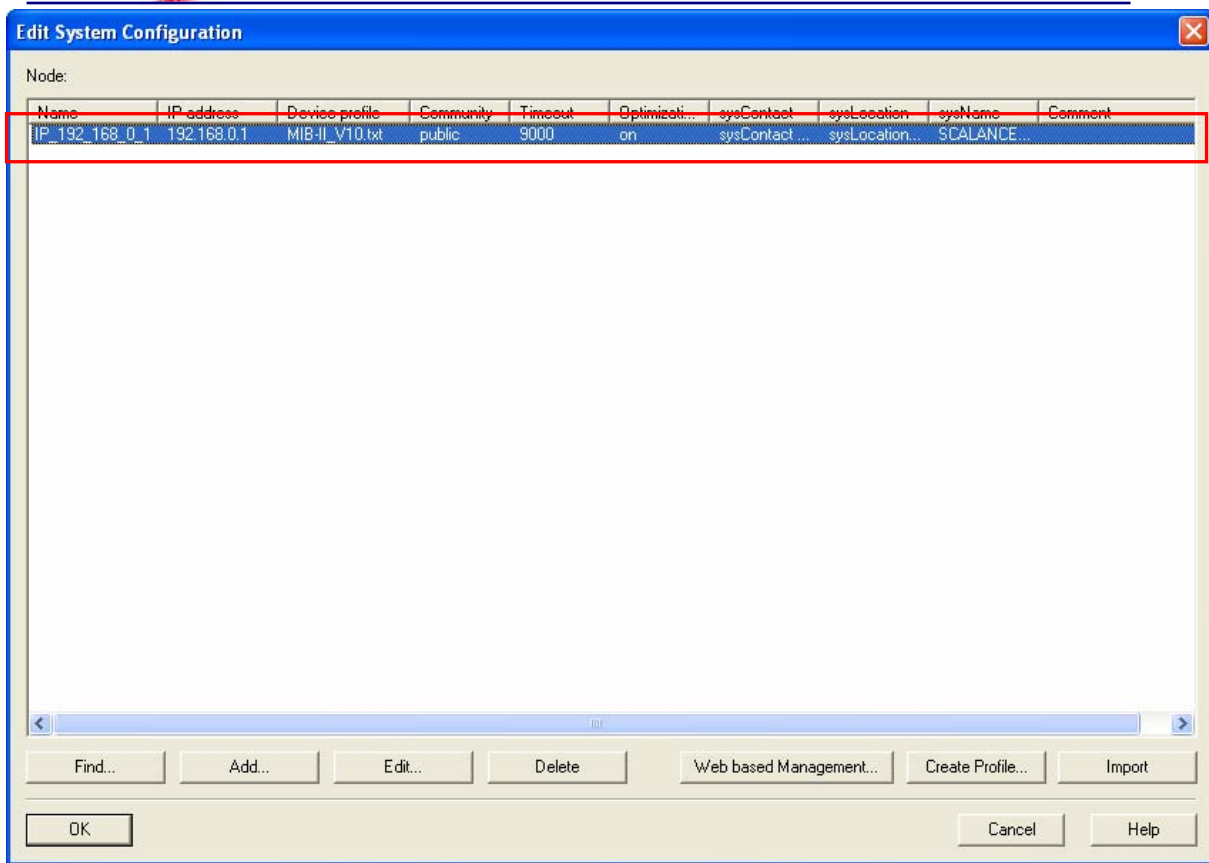 Edit System Configuration
Node:
Name IP address Device profile Community Timeout Optimizati... sysContact sysLocation sysName Comment
IP_192_168_0_1 192.168.0.1 MIB-II_V10.txt public 9000 on sysContact ... sysLocation... SCALANCE...
Find... Add... Edit... Delete Web based Management... Create Profile... Import
OK Cancel Help